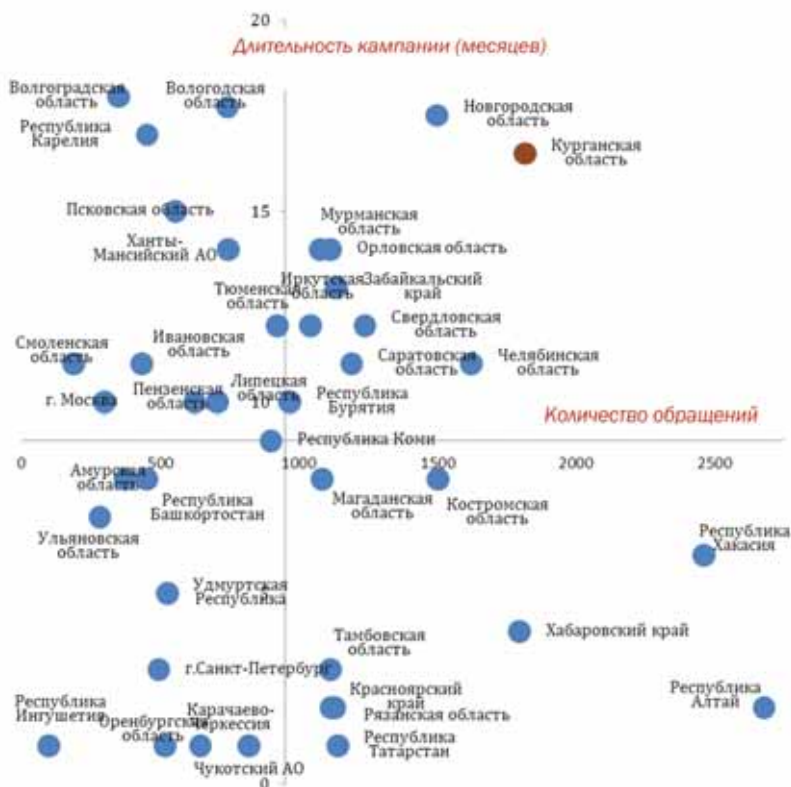 20
Длительность кампании (месяцев)
Волгоградская
область
Вологодская
область
Новгородская
область
Республика
Карелия
Курганская
область
Псковская область
15
Мурманская
область
Ханты-
Мансийский АО
Орловская область
Иркутская
область
Забайкальский
край
Тюменская
область
Свердловская
область
Смоленская
область
Ивановская
область
Саратовская
область
Челябинская
область
г. Москва
Пензенская
область
Липецкая
область
10
Республика
Бурятия
Количество обращений
Республика Коми
0
500
1000
1500
2000
2500
Амурская
область
Республика
Башкортостан
Магаданская
область
Костромская
область
Ульяновская
область
Республика
Хакасия
Удмуртская
Республика
5
Хабаровский край
Тамбовская
область
г.Санкт-Петербург
Красноярский
край
Рязанская область
Республика
Алтай
Республика
Ингушетия
Оренбургская
область
Карачаево-
Черкессия
Республика
Татарстан
Чукотский АО
0